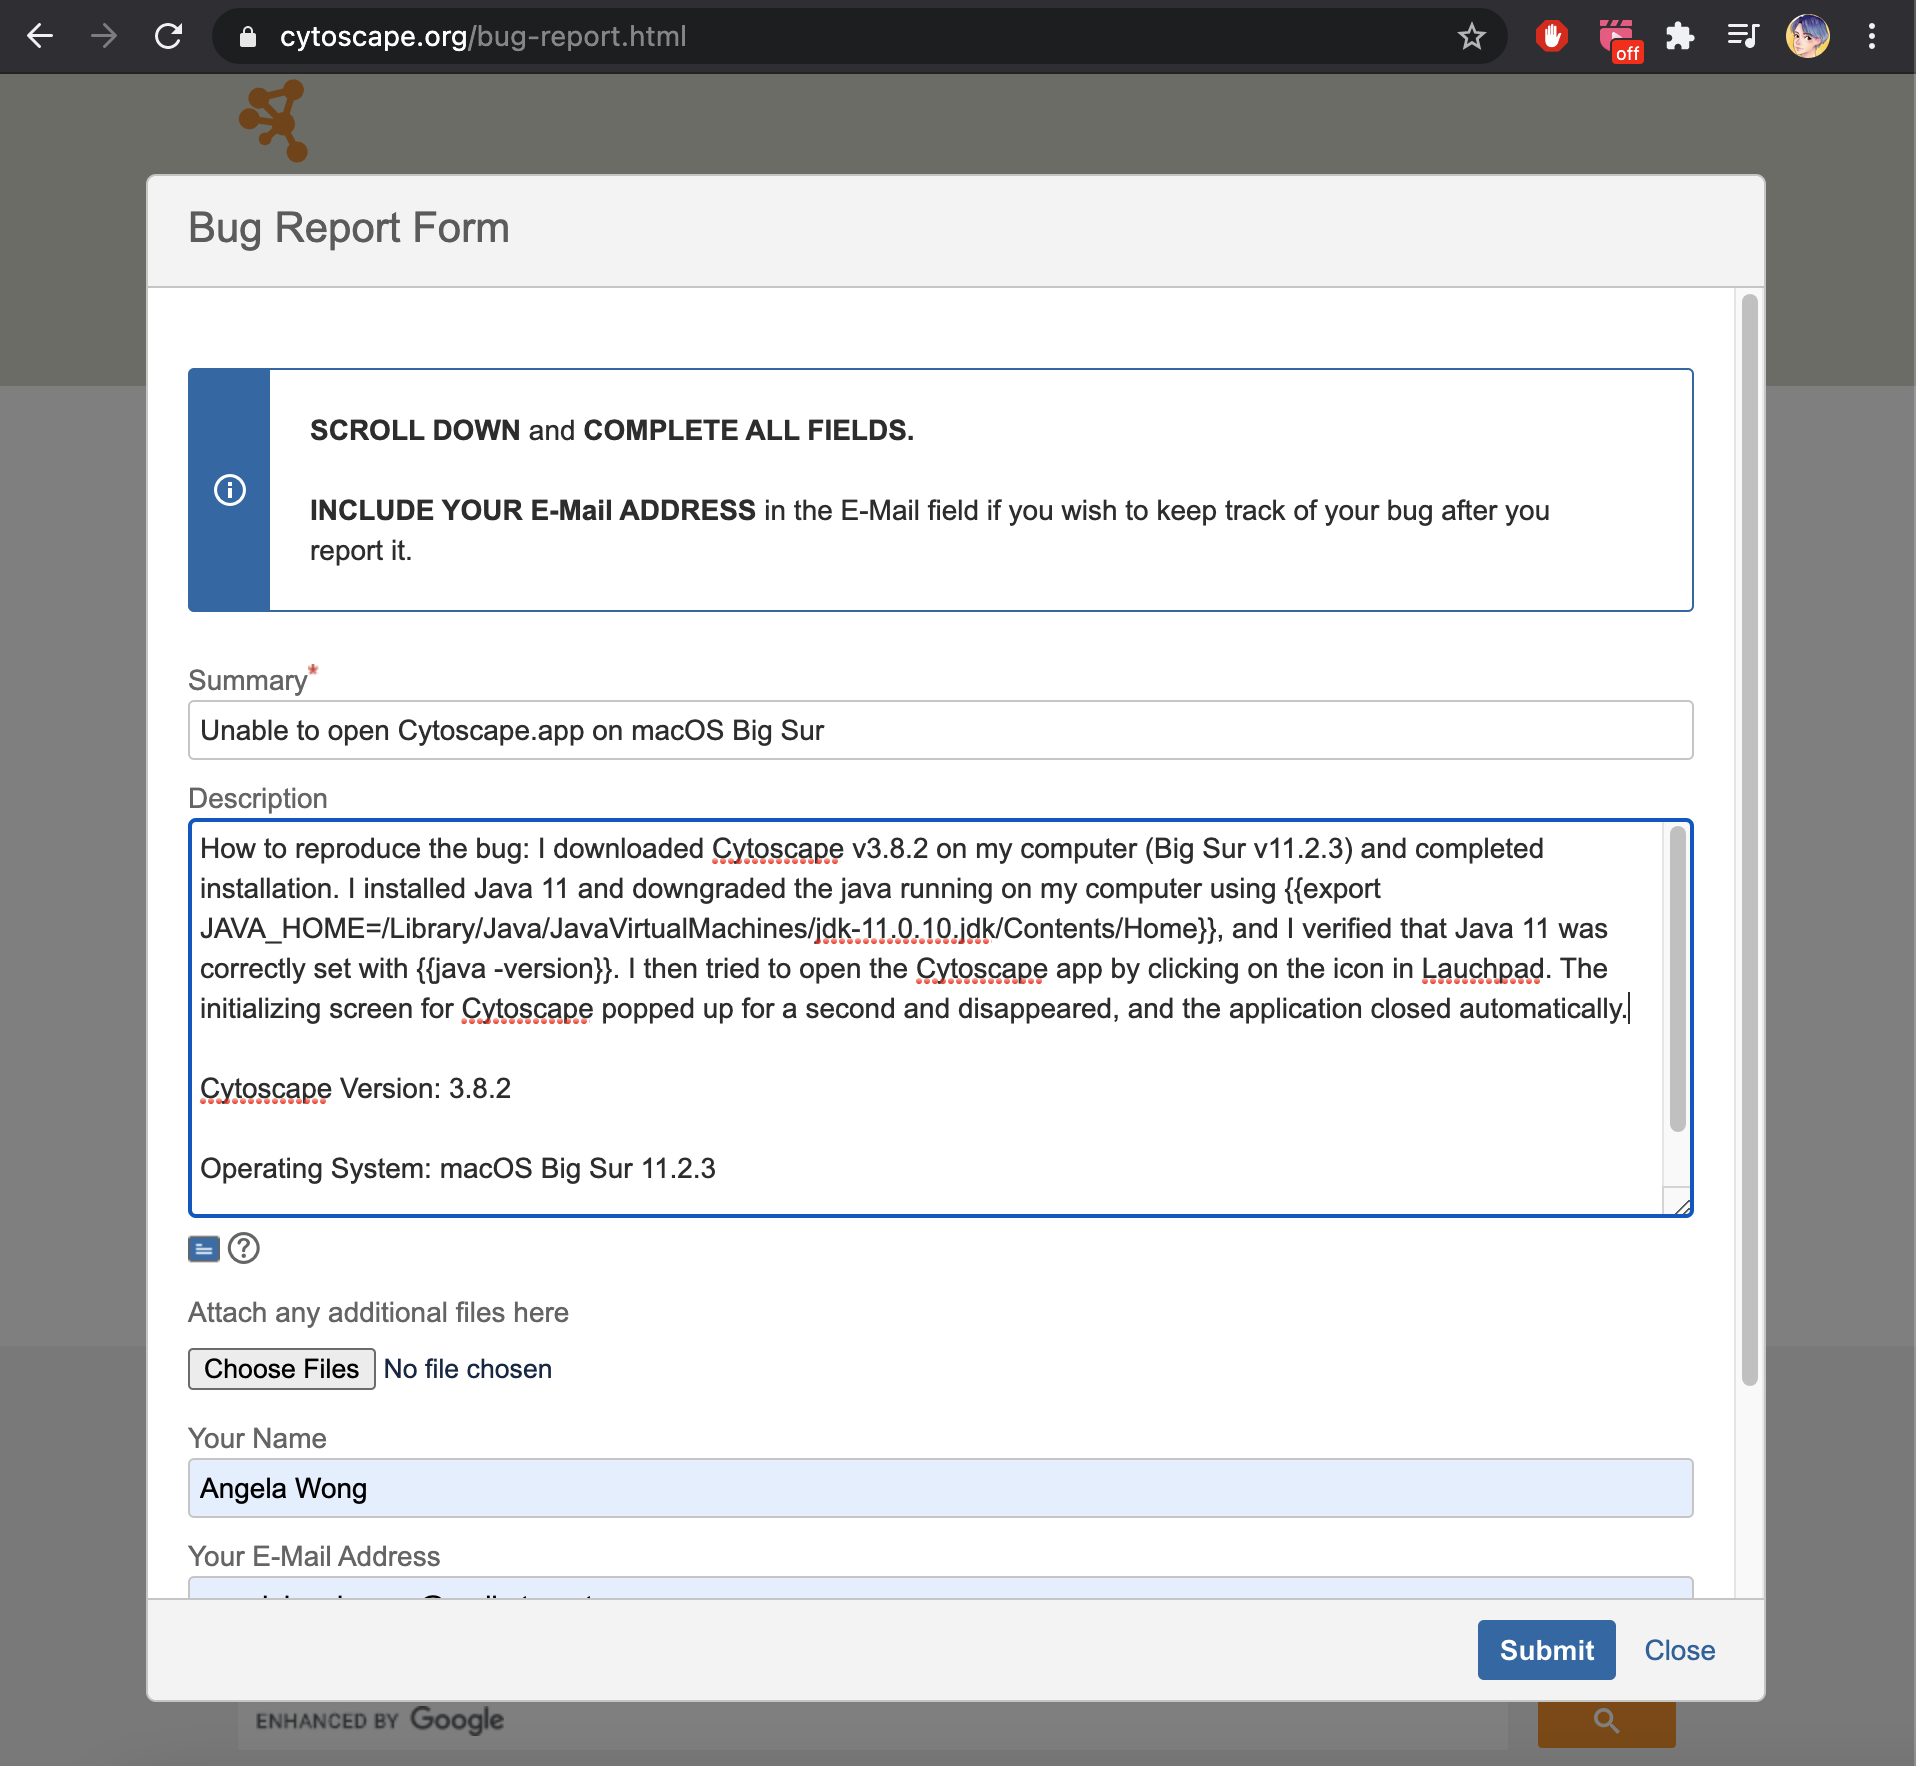 cytoscape.org/bug-report.html
off
Bug Report Form
SCROLL DOWN and COMPLETE ALL FIELDS.
INCLUDE YOUR E-Mail ADDRESS in the E-Mail field if you wish to keep track of your bug after you
report it.
Summary*
Unable to open Cytoscape.app on macOS Big Sur
Description
How to reproduce the bug: I downloaded Cytoscape v3.8.2 on my computer (Big Sur v11.2.3) and completed
installation. I installed Java 11 and downgraded the java running on my computer using {{export
JAVA_HOME=/Library/Java/JavaVirtualMachines/jdk-11.0.10.jdk/Contents/Home}}, and I verified that Java 11 was
correctly set with {{java -version}}. I then tried to open the Cytoscape app by clicking on the icon in Lauchpad. The
initializing screen for Cytoscape popped up for a second and disappeared, and the application closed automatically.
Cytoscape Version: 3.8.2
Operating System: macOS Big Sur 11.2.3
Attach any additional files here
Choose Files No file chosen
Your Name
Angela Wong
Your E-Mail Address
Submit Close
ENHANCED BY Google